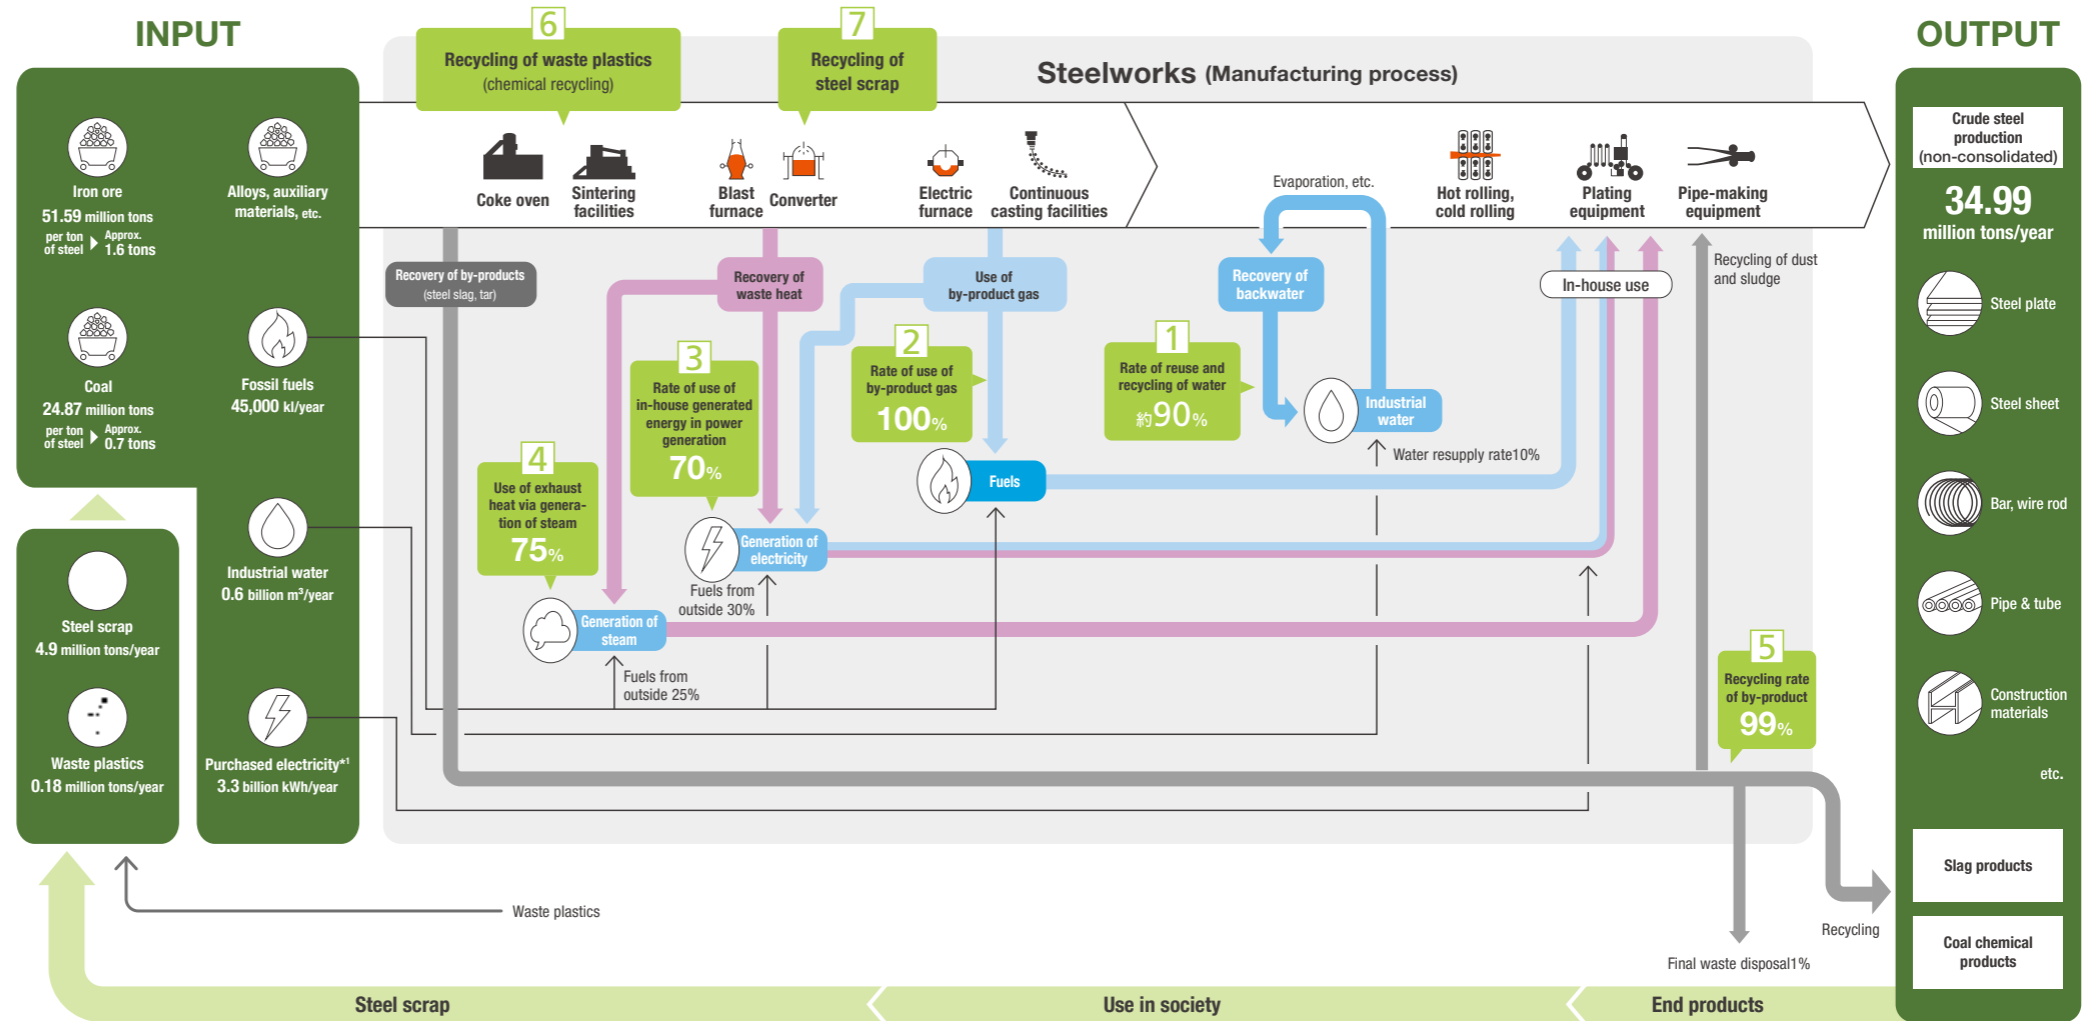 INPUT
OUTPUT
6
Recycling of waste plastics
(chemical recycling)
7
Recycling of
steel scrap
Steelworks (Manufacturing process)
Iron ore
51.59 million tons
per ton
of steel
Approx.
1.6 tons
Alloys, auxiliary
materials, etc.
Coal
24.87 million tons
per ton
of steel
Approx.
0.7 tons
Fossil fuels
45,000 kl/year
Industrial water
0.6 billion m³/year
Steel scrap
4.9 million tons/year
Waste plastics
0.18 million tons/year
Purchased electricity*1
3.3 billion kWh/year
Coke oven
Sintering
facilities
Blast
furnace
Converter
Electric
furnace
Continuous
casting facilities
Evaporation, etc.
Hot rolling,
cold rolling
Plating
equipment
Pipe-making
equipment
Recovery of by-products
(steel slag, tar)
Recovery of
waste heat
Use of
by-product gas
Recovery of
backwater
In-house use
Recycling of dust
and sludge
1
Rate of reuse and
recycling of water
約90%
2
Rate of use of
by-product gas
100%
3
Rate of use of
in-house generated
energy in power
generation
70%
4
Use of exhaust
heat via genera-
tion of steam
75%
Industrial
water
Water resupply rate10%
Fuels
Generation of
electricity
Fuels from
outside 30%
Generation of
steam
Fuels from
outside 25%
5
Recycling rate
of by-product
99%
Crude steel
production
(non-consolidated)
34.99
million tons/year
Steel plate
Steel sheet
Bar, wire rod
Pipe & tube
Construction
materials
etc.
Slag products
Coal chemical
products
Waste plastics
Recycling
Final waste disposal1%
Steel scrap
Use in society
End products